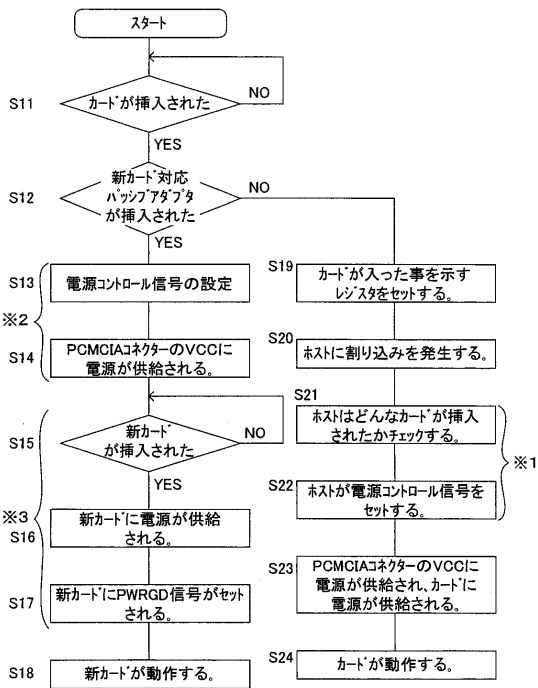 スタート
S11
カードが挿入された
NO
YES
S12
新カード対応
パッシブアダプタ
が挿入された
NO
YES
S13
電源コントロール信号の設定
※2
S14
PCMCIAコネクターのVCCに
電源が供給される。
S15
新カード
が挿入された
NO
YES
※3
S16
新カードに電源が供給
される。
S17
新カードにPWRGD信号がセット
される。
S18
新カードが動作する。
S19
カードが入った事を示す
レジスタをセットする。
S20
ホストに割り込みを発生する。
S21
ホストはどんなカードが挿入
されたかチェックする。
※1
S22
ホストが電源コントロール信号を
セットする。
S23
PCMCIAコネクターのVCCに
電源が供給され、カードに
電源が供給される。
S24
カードが動作する。